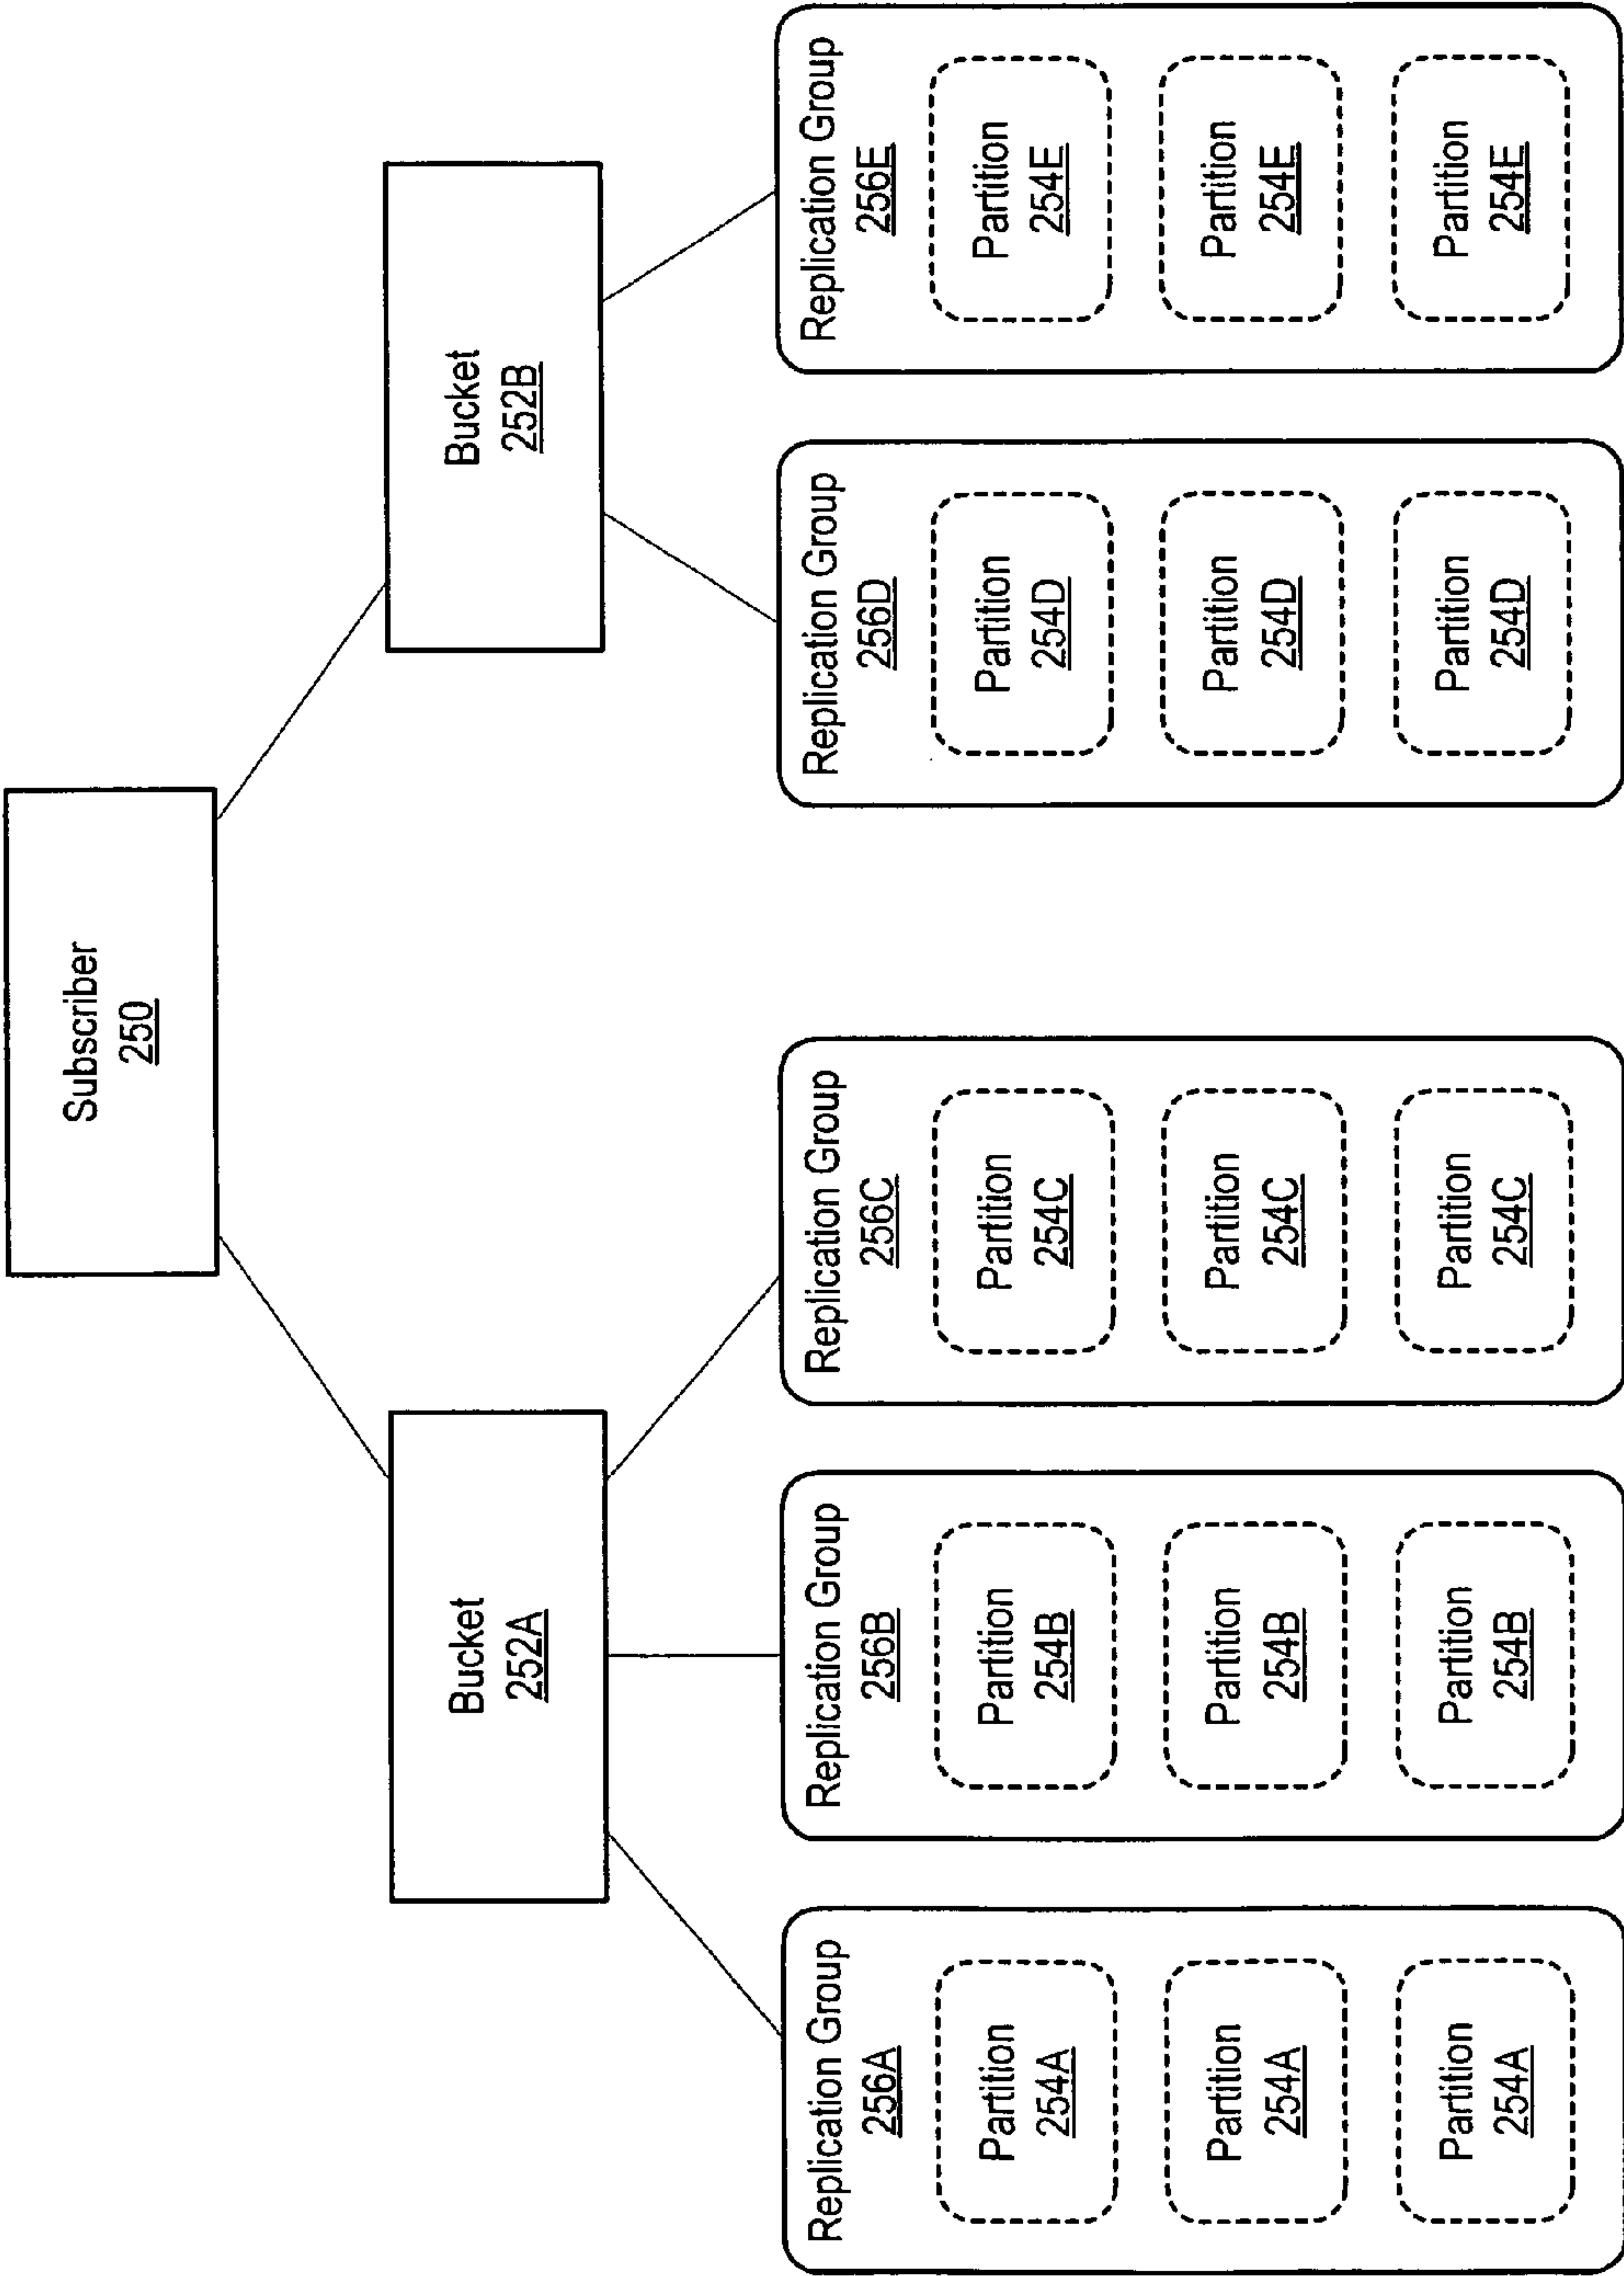 Subscriber
250
Bucket
252A
Bucket
252B
Replication Group
256A
Partition
254A
Partition
254A
Partition
254A
Replication Group
256B
Partition
254B
Partition
254B
Partition
254B
Replication Group
256C
Partition
254C
Partition
254C
Partition
254C
Replication Group
256D
Partition
254D
Partition
254D
Partition
254D
Replication Group
256E
Partition
254E
Partition
254E
Partition
254E